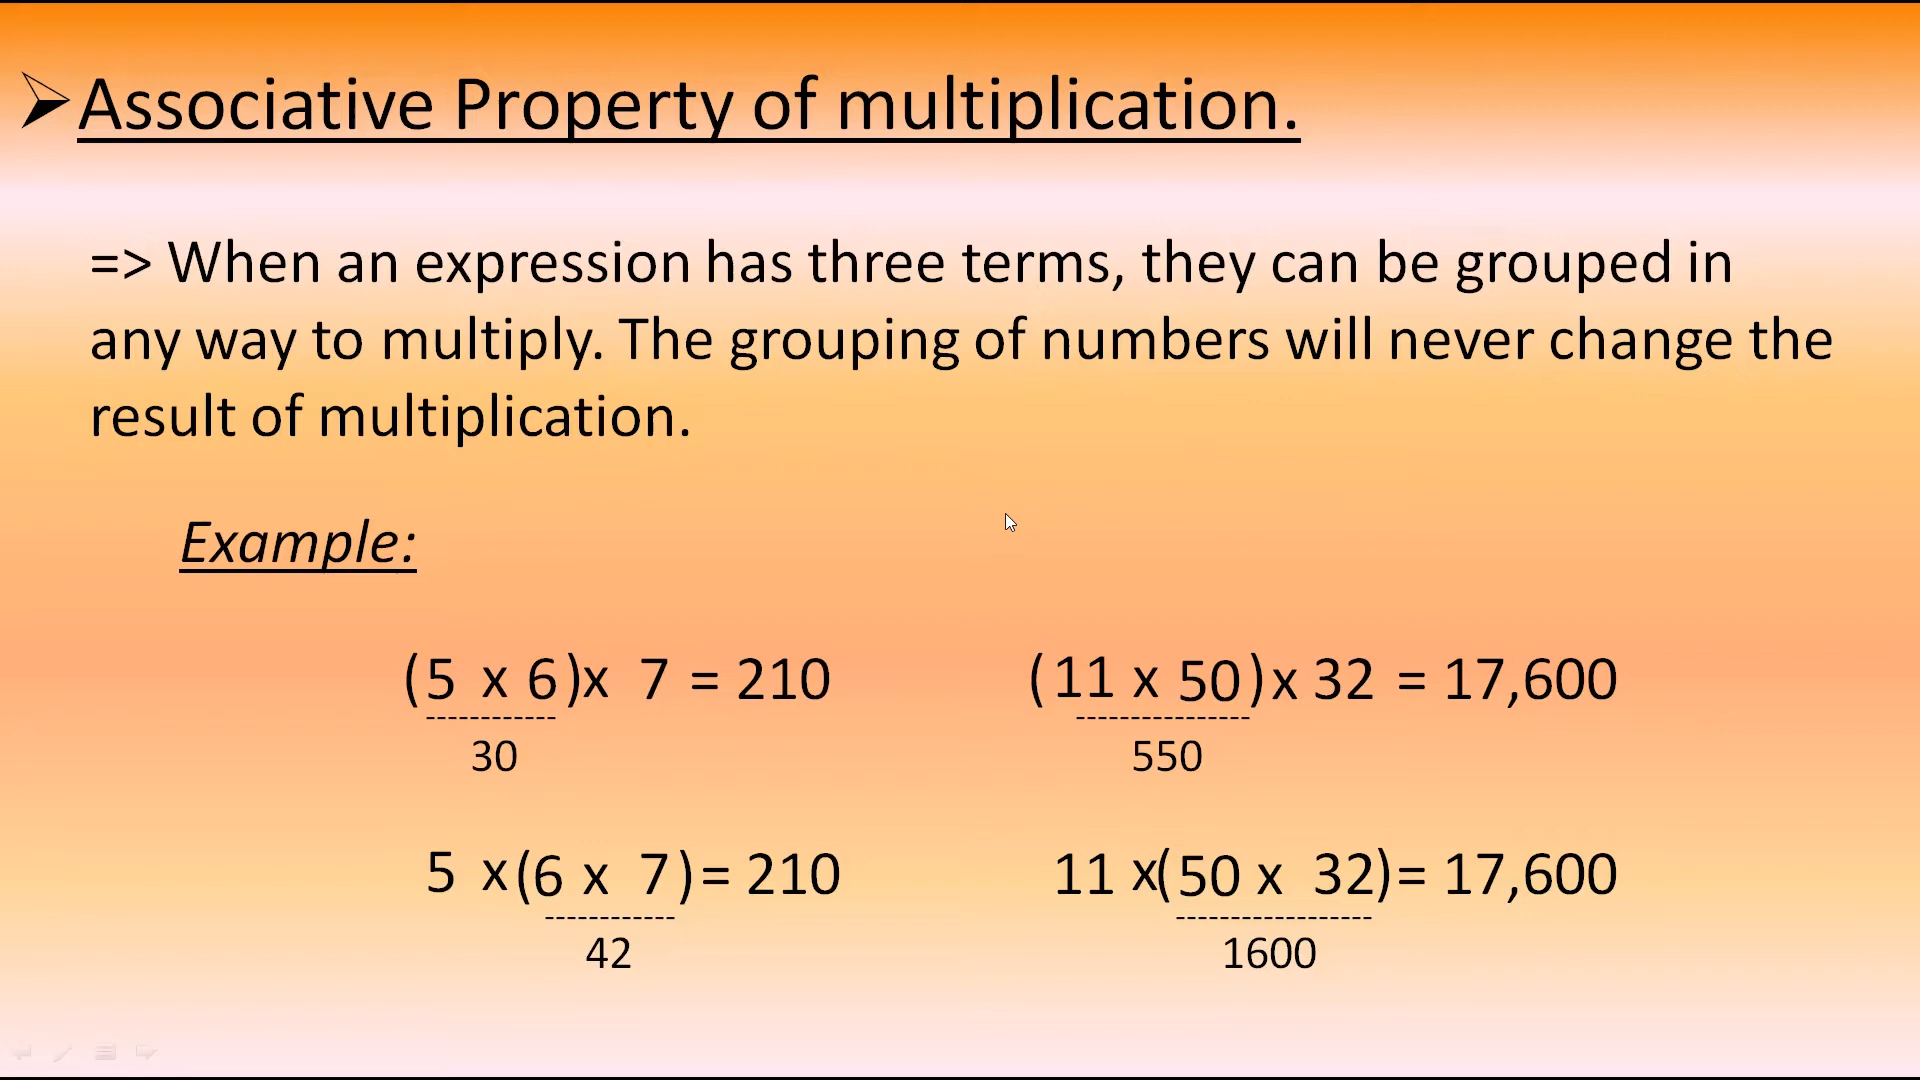 Associative Property of multiplication.
=> When an expression has three terms, they can be grouped in
any way to multiply. The grouping of numbers will never change the
result of multiplication.
Example:
(5 x 6)x 7 = 210
30
5 x(6 x 7)= 210
42
(11 x 50)x 32 = 17,600
550
11 x(50 x 32)= 17,600
1600